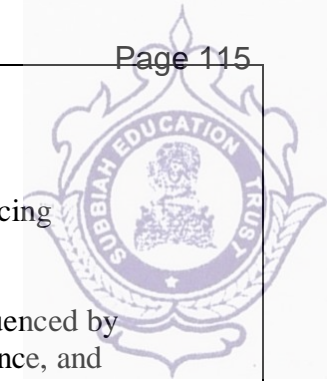 Page 115
SUBBIAH EDUCATION TRUST
cing
uenced by
nce, and